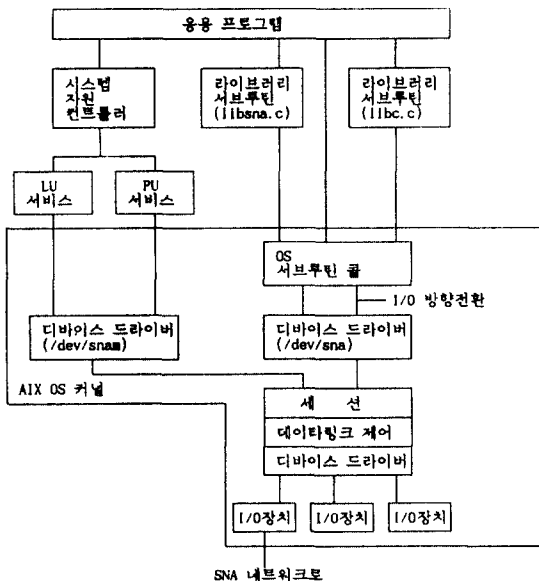 응용 프로그램
시스템
자원
컨트롤러
라이브러리
서브루틴
(libsna.c)
라이브러리
서브루틴
(libc.c)
LU
서비스
PU
서비스
OS
서브루틴 콜
I/O 방향전환
디바이스 드라이버
(/dev/snam)
디바이스 드라이버
(/dev/sna)
AIX OS 커널
세 션
데이타링크 제어
디바이스 드라이버
I/O장치
I/O장치
I/O장치
SNA 네트워크로